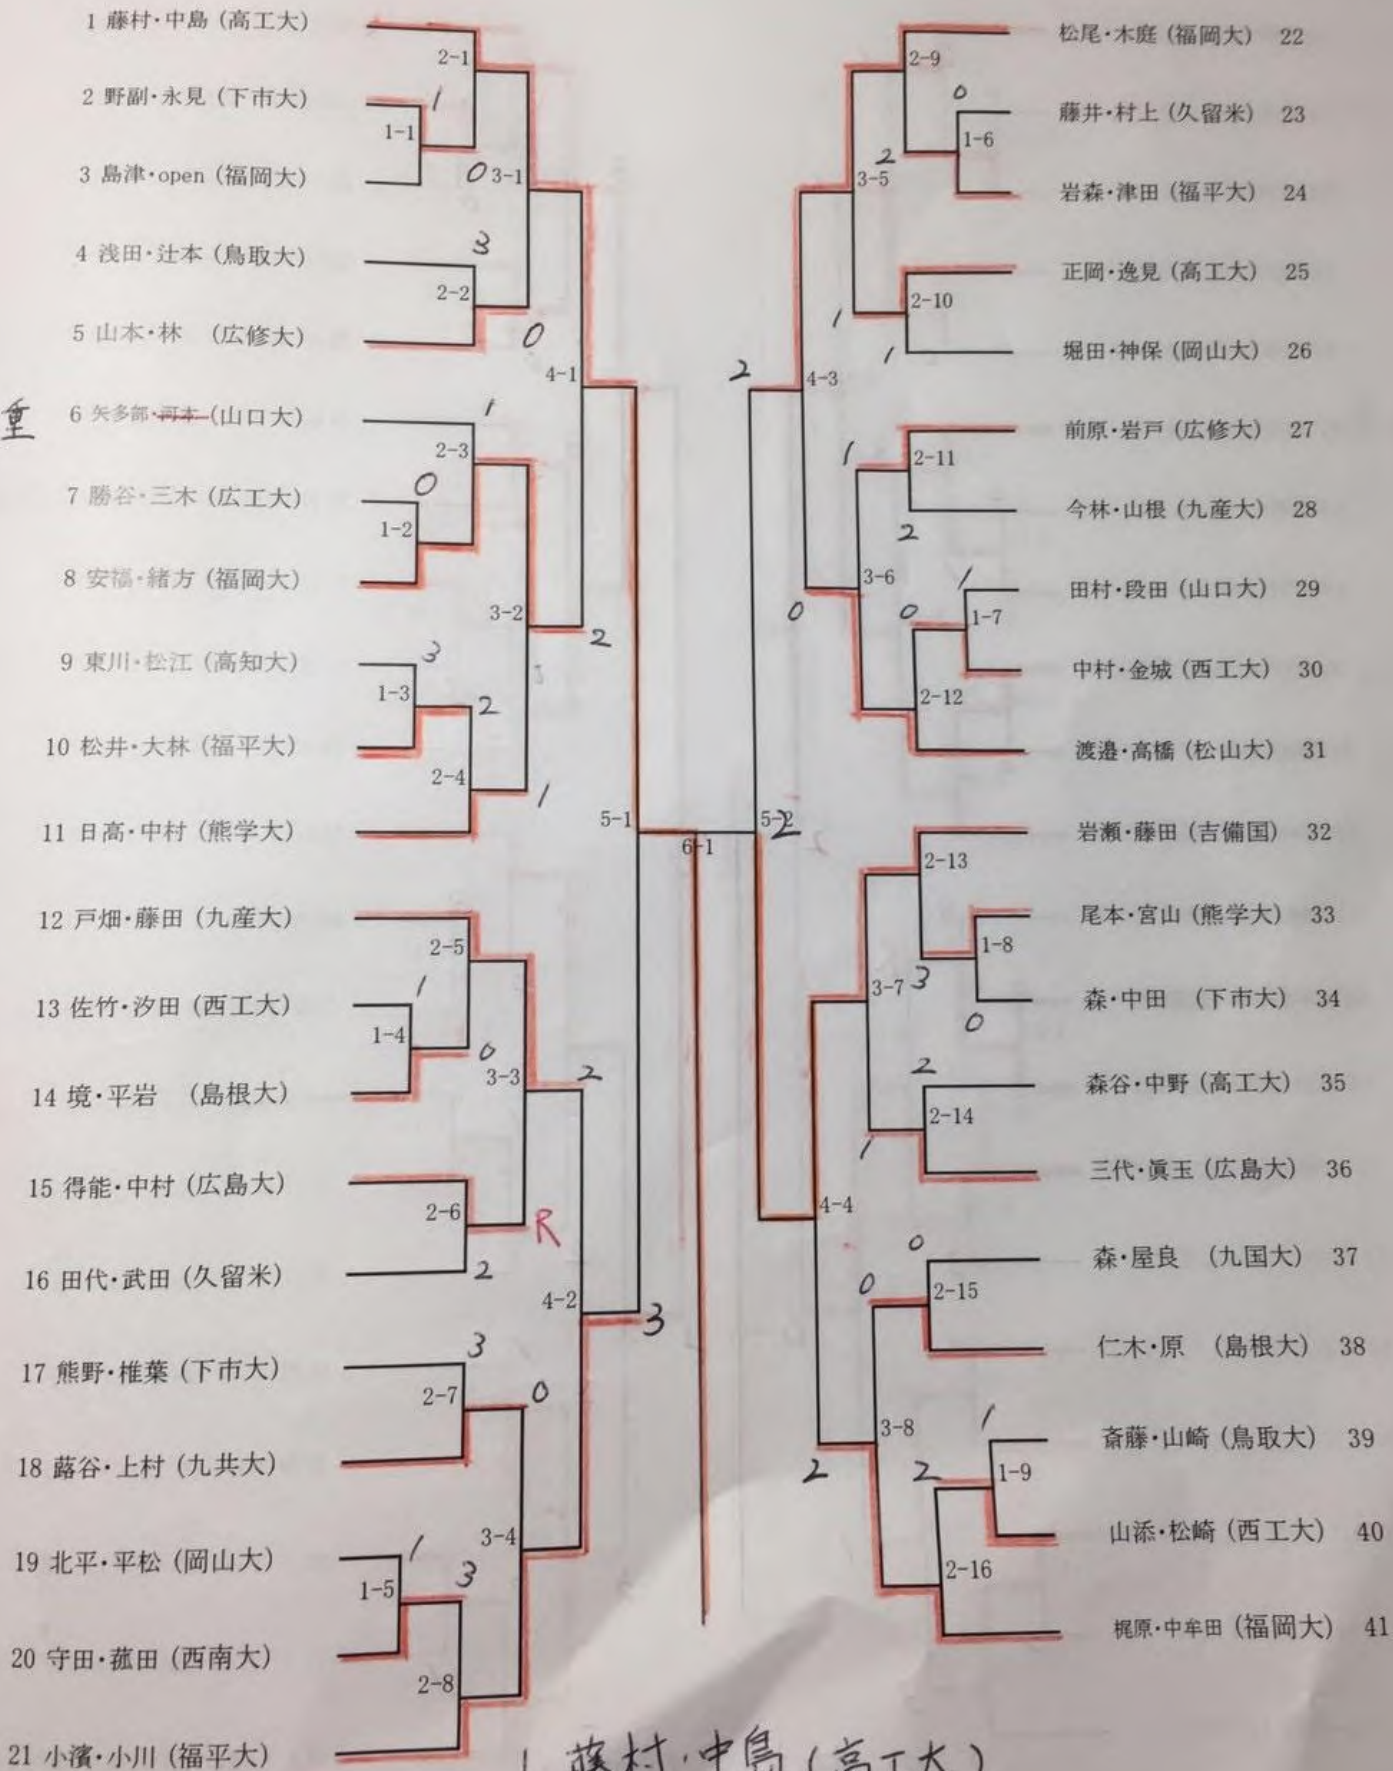 1 藤村・中島 (高工大)
2-1
2 野副・永見 (下市大)
1
1-1
3 島津・open (福岡大)
0
3-1
4 浅田・辻本 (鳥取大)
3
2-2
5 山本・林 (広修大)
0
4-1
重
6 矢多部・河本 (山口大)
1
2-3
7 勝谷・三木 (広工大)
0
1-2
8 安福・緒方 (福岡大)
3-2
2
9 東川・松江 (高知大)
3
1-3
2
10 松井・大林 (福平大)
2-4
1
11 日高・中村 (熊学大)
5-1
6-1
12 戸畑・藤田 (九産大)
2-5
13 佐竹・汐田 (西工大)
1
1-4
0
3-3
2
14 境・平岩 (島根大)
15 得能・中村 (広島大)
2-6
R
16 田代・武田 (久留米)
2
4-2
3
17 熊野・椎葉 (下市大)
3
2-7
0
18 蕗谷・上村 (九共大)
3-4
19 北平・平松 (岡山大)
1
1-5
3
20 守田・菰田 (西南大)
2-8
21 小濱・小川 (福平大)
松尾・木庭 (福岡大) 22
2-9
0
藤井・村上 (久留米) 23
1-6
2
3-5
岩森・津田 (福平大) 24
正岡・逸見 (高工大) 25
2-10
1
1
堀田・神保 (岡山大) 26
2
4-3
前原・岩戸 (広修大) 27
1
2-11
今林・山根 (九産大) 28
2
3-6
1
田村・段田 (山口大) 29
0
0
1-7
中村・金城 (西工大) 30
2-12
渡邉・高橋 (松山大) 31
5-2
2
岩瀬・藤田 (吉備国) 32
2-13
尾本・宮山 (熊学大) 33
1-8
3-7
3
森・中田 (下市大) 34
0
2
森谷・中野 (高工大) 35
2-14
1
三代・眞玉 (広島大) 36
4-4
0
森・屋良 (九国大) 37
0
2-15
仁木・原 (島根大) 38
3-8
1
斎藤・山崎 (鳥取大) 39
2
2
1-9
山添・松崎 (西工大) 40
2-16
梶原・中牟田 (福岡大) 41
1 藤村・中島 (高工大)